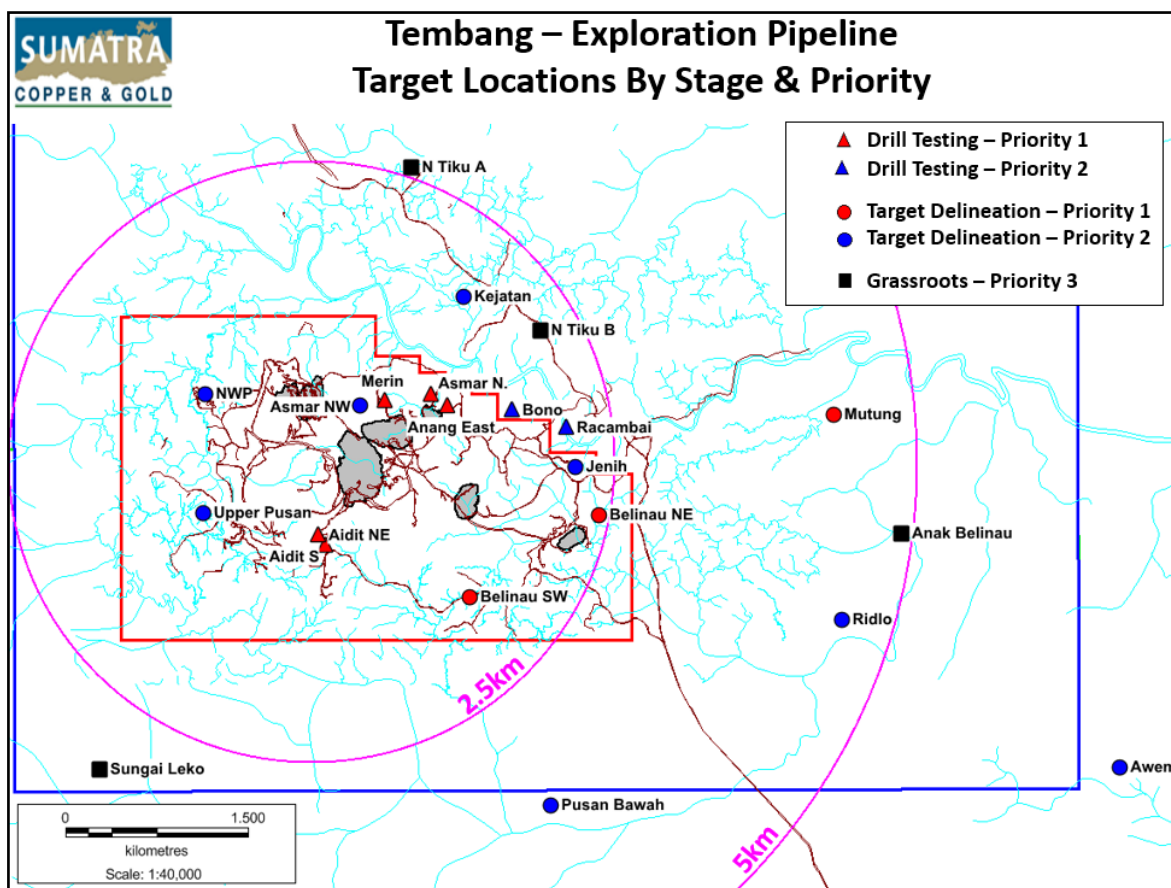 SUMATRA
COPPER & GOLD
Tembang – Exploration Pipeline
Target Locations By Stage & Priority
Drill Testing – Priority 1
Drill Testing – Priority 2
Target Delineation – Priority 1
Target Delineation – Priority 2
Grassroots – Priority 3
N Tiku A
Kejatan
N Tiku B
NWP
Merin
Asmar N.
Asmar NW
Bono
Mutung
Anang East
Racambai
Jenih
Upper Pusan
Belinau NE
Aidit NE
Anak Belinau
Aidit S
Belinau SW
Ridlo
2.5km
Sungai Leko
Awen
Pusan Bawah
5km
0 1.500
kilometres
Scale: 1:40,000